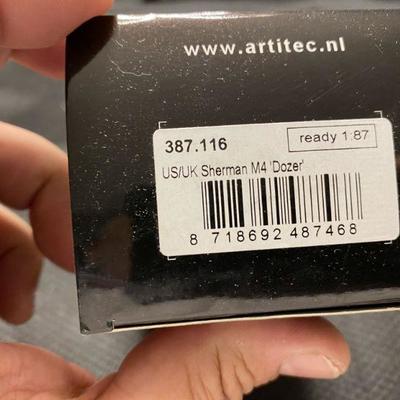 www.artitec.nl
387.116
ready 1:87
US/UK Sherman M4 'Dozer'
8 718692 487468